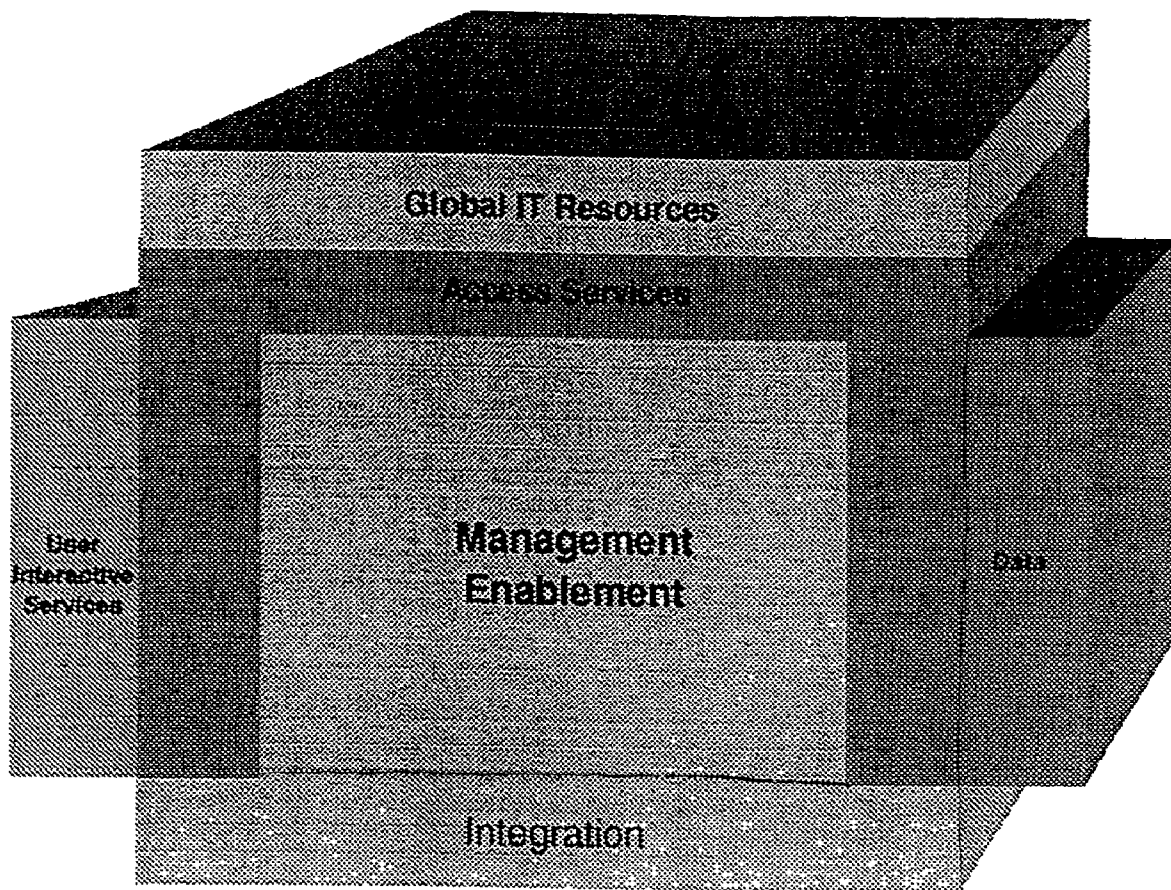 Global IT Resources
Access Services
User
Interactive
Services
Management
Enablement
Data
Integration